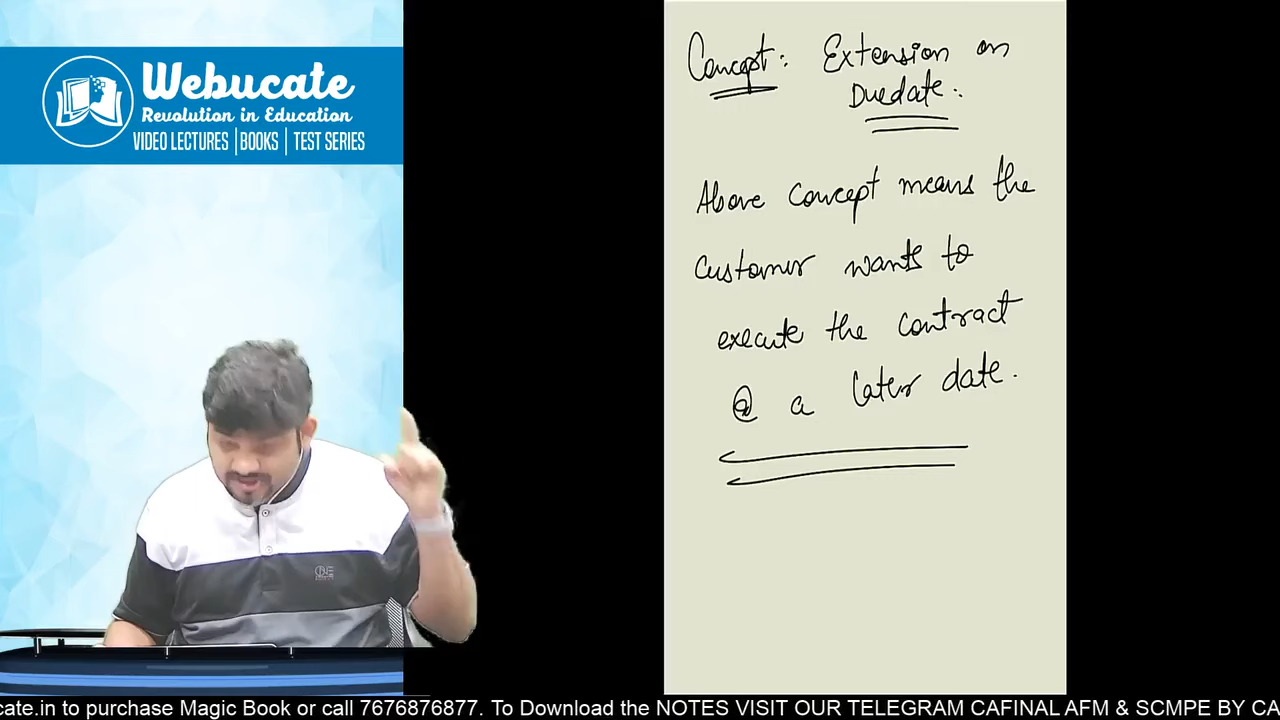 Webucate
Revolution in Education
VIDEO LECTURES | BOOKS | TEST SERIES
Concept: Extension on
Duedate:
Above concept means the
customer wants to
execute the contract
@ a later date.
cate.in to purchase Magic Book or call 7676876877. To Download the NOTES VISIT OUR TELEGRAM CAFINAL AFM & SCMPE BY CA